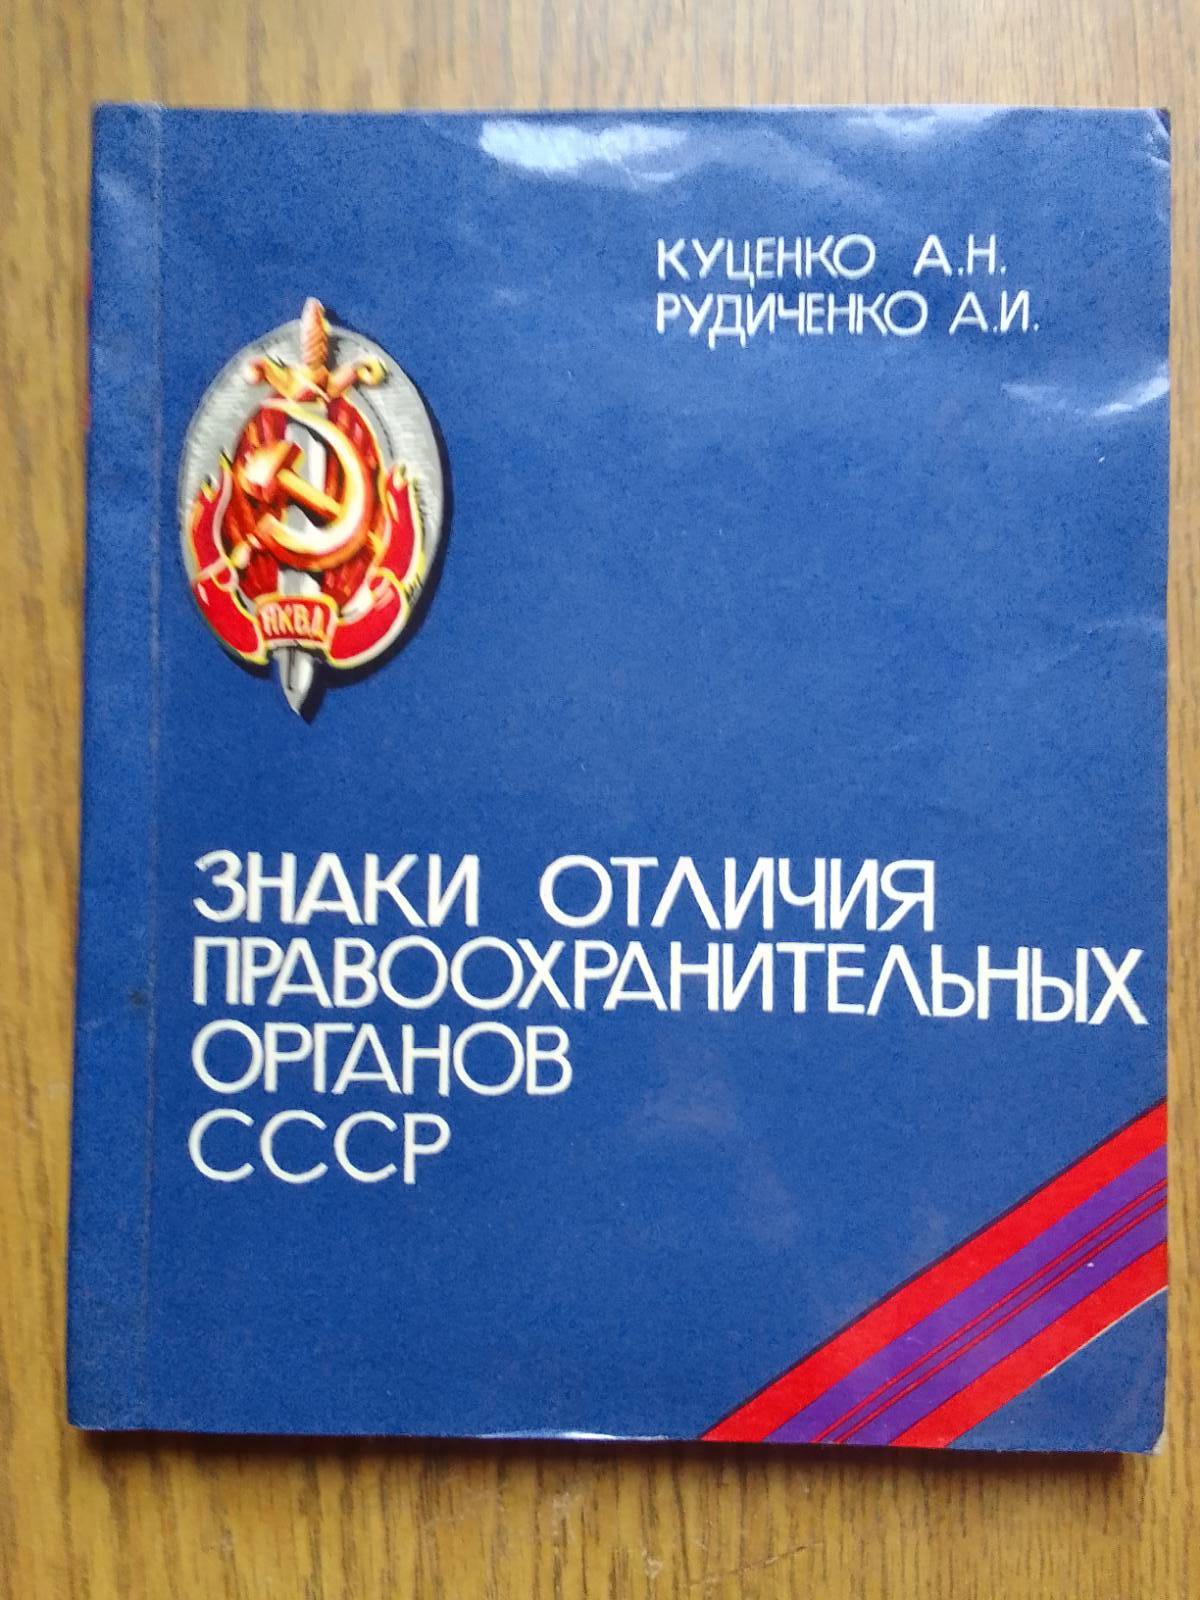 КУЦЕНКО А.Н.
РУДИЧЕНКО А.И.
НКВД
ЗНАКИ ОТЛИЧИЯ
ПРАВООХРАНИТЕЛЬНЫХ
ОРГАНОВ
СССР